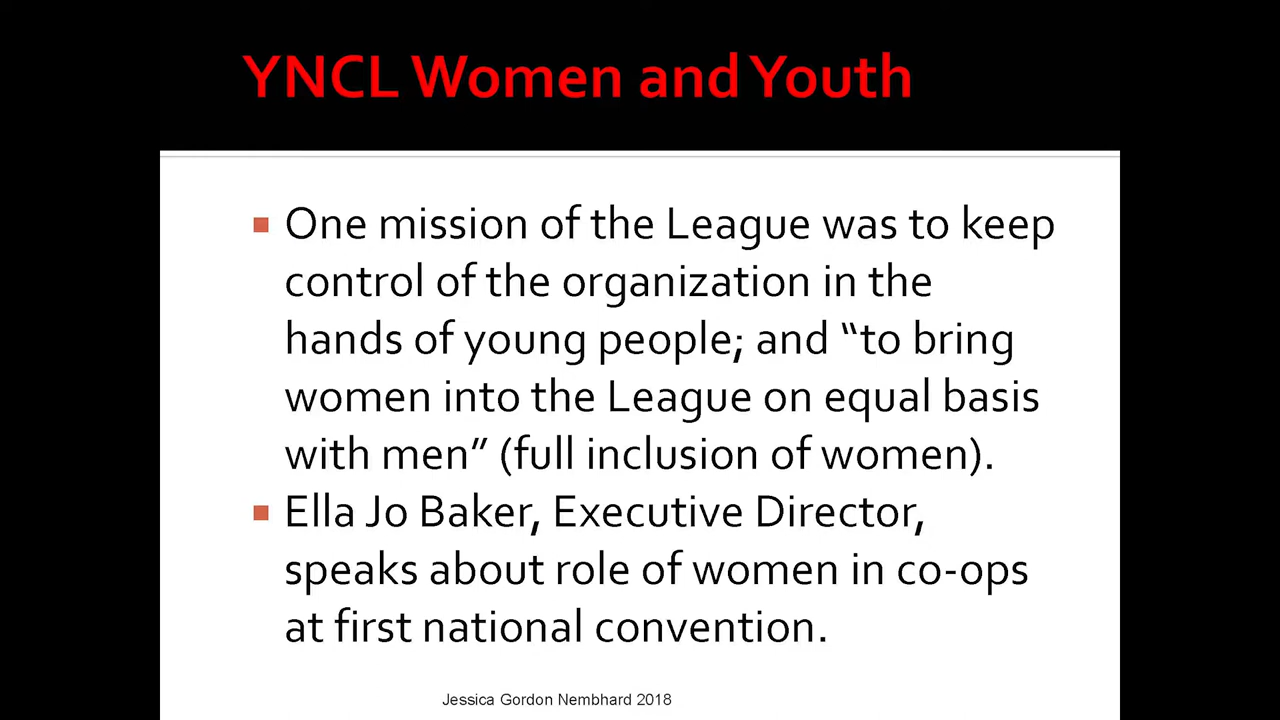 YNCL Women and Youth
One mission of the League was to keep
control of the organization in the
hands of young people; and “to bring
women into the League on equal basis
with men” (full inclusion of women).
Ella Jo Baker, Executive Director,
speaks about role of women in co-ops
at first national convention.
Jessica Gordon Nembhard 2018